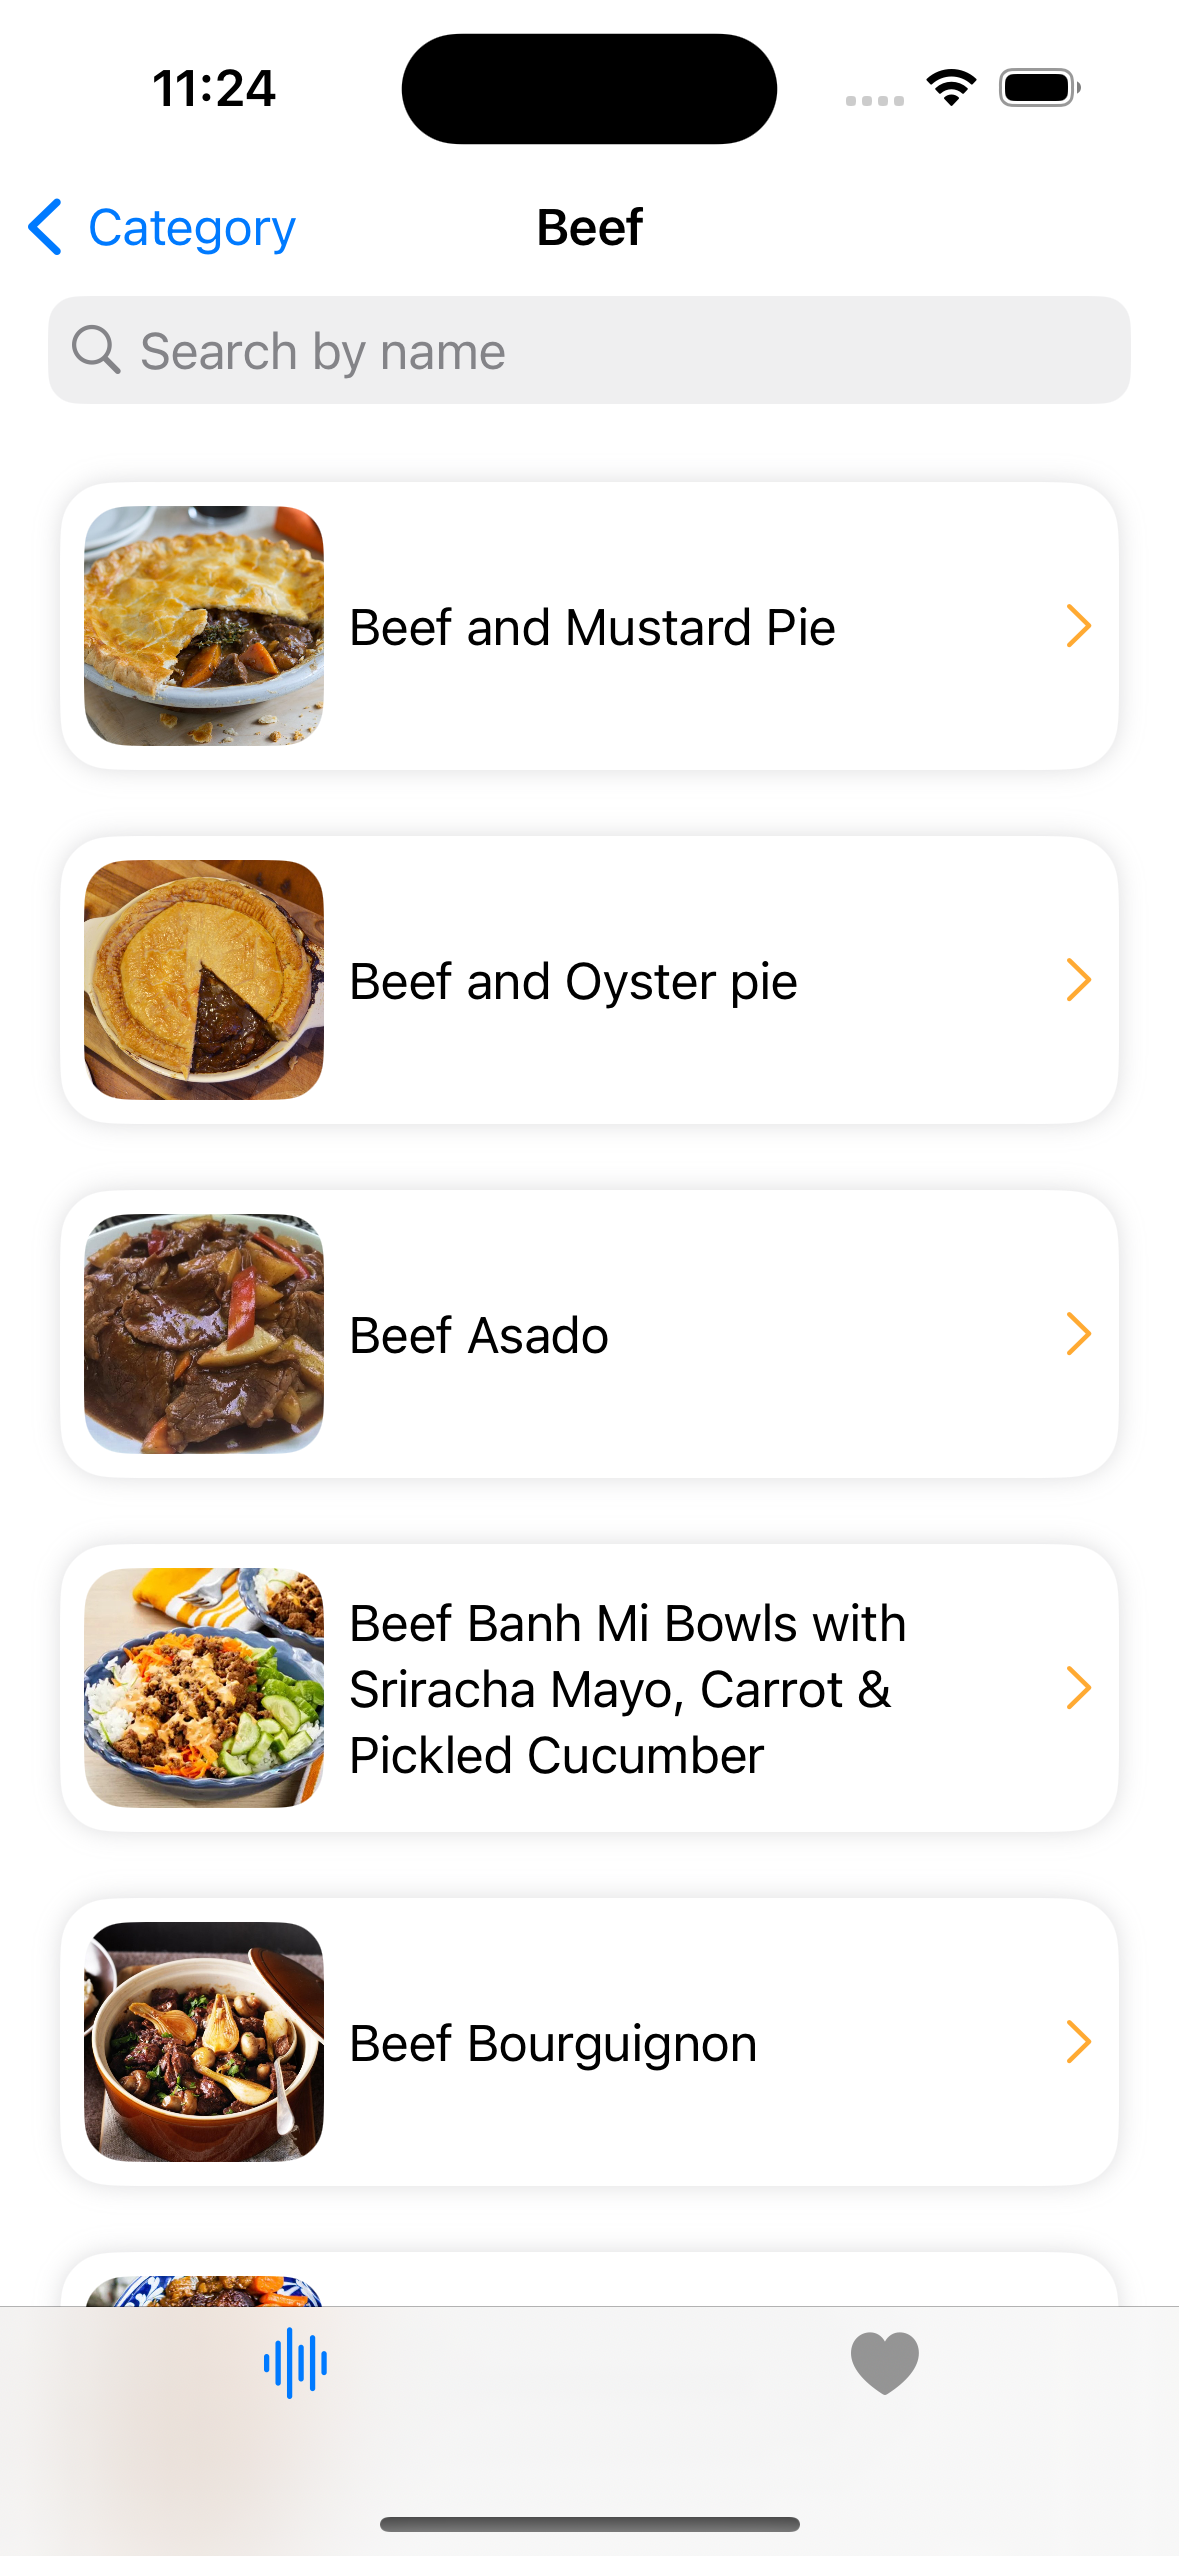 11:24
Category
Beef
Search by name
Beef and Mustard Pie
Beef and Oyster pie
Beef Asado
Beef Banh Mi Bowls with
Sriracha Mayo, Carrot &
Pickled Cucumber
Beef Bourguignon